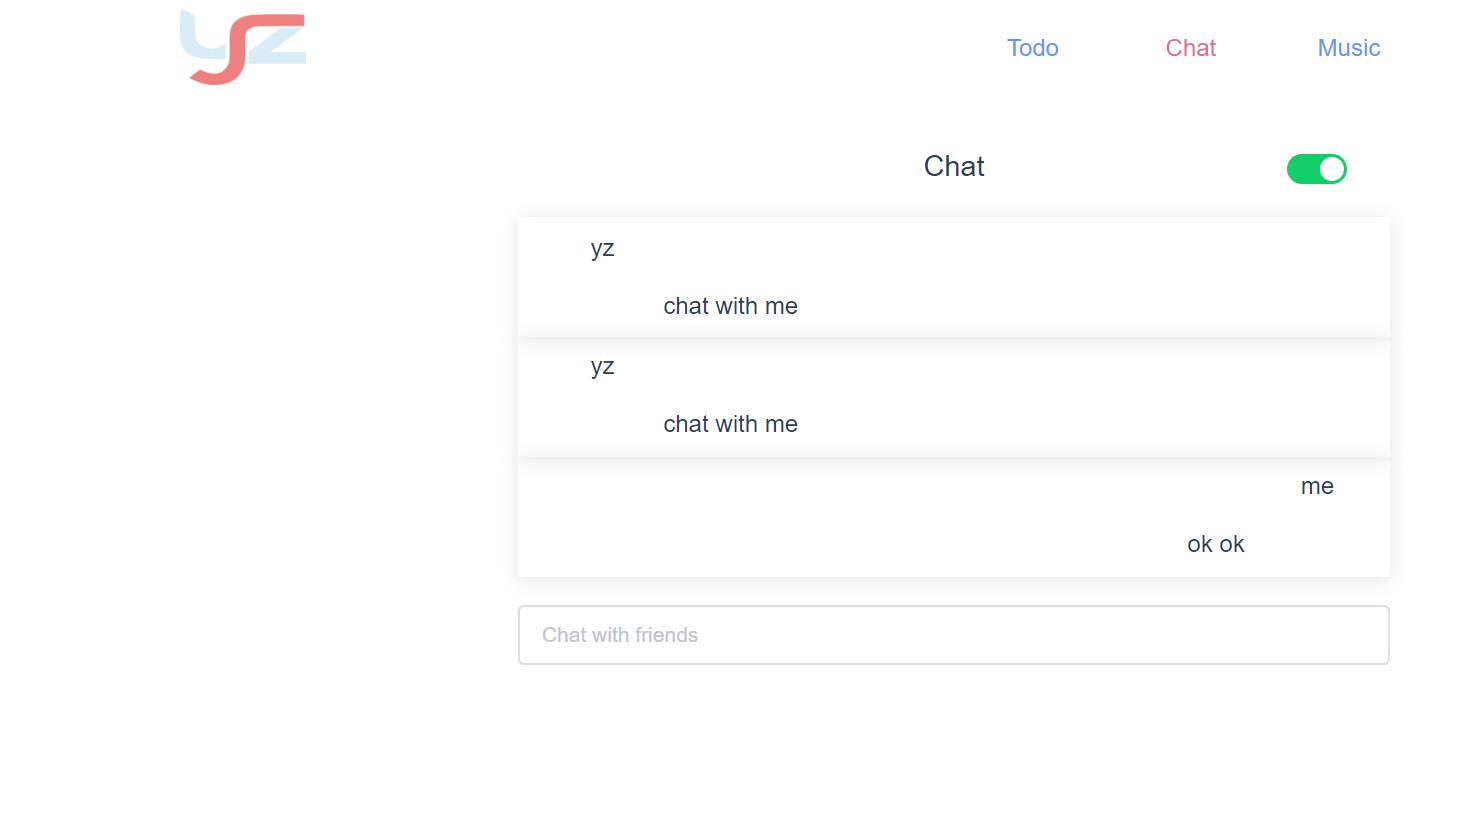 yz
Todo
Chat
Music
Chat
yz
chat with me
yz
chat with me
me
ok ok
Chat with friends